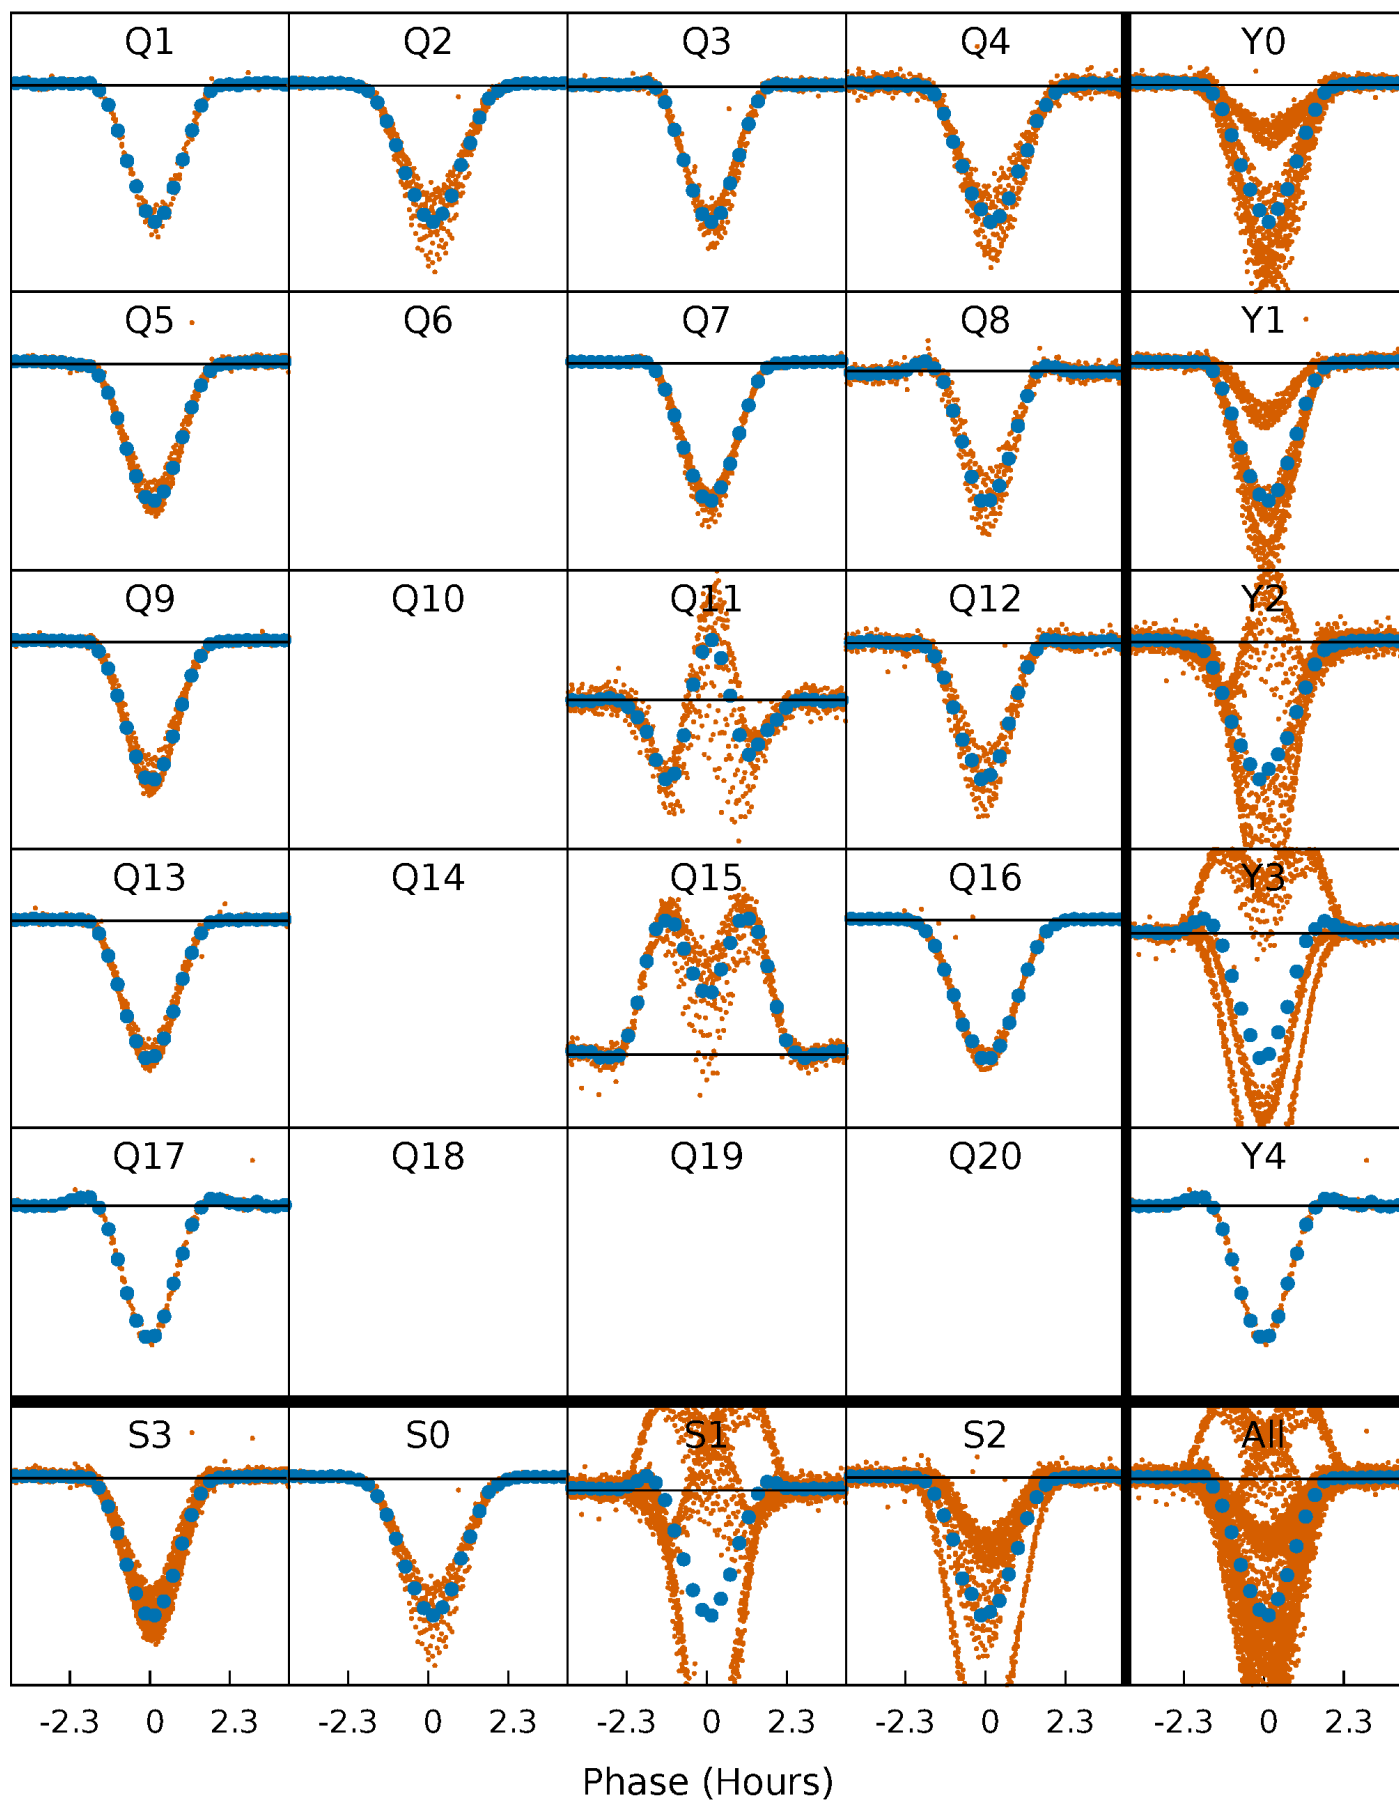 Q1 Q2 Q3 Q4 Y0
Q5 Q6 Q7 Q8 Y1
Q9 Q10 Q11 Q12 Y2
Q13 Q14 Q15 Q16 Y3
Q17 Q18 Q19 Q20 Y4
S3 S0 S1 S2 All
-2.3 0 2.3 -2.3 0 2.3 -2.3 0 2.3 -2.3 0 2.3 -2.3 0 2.3
Phase (Hours)